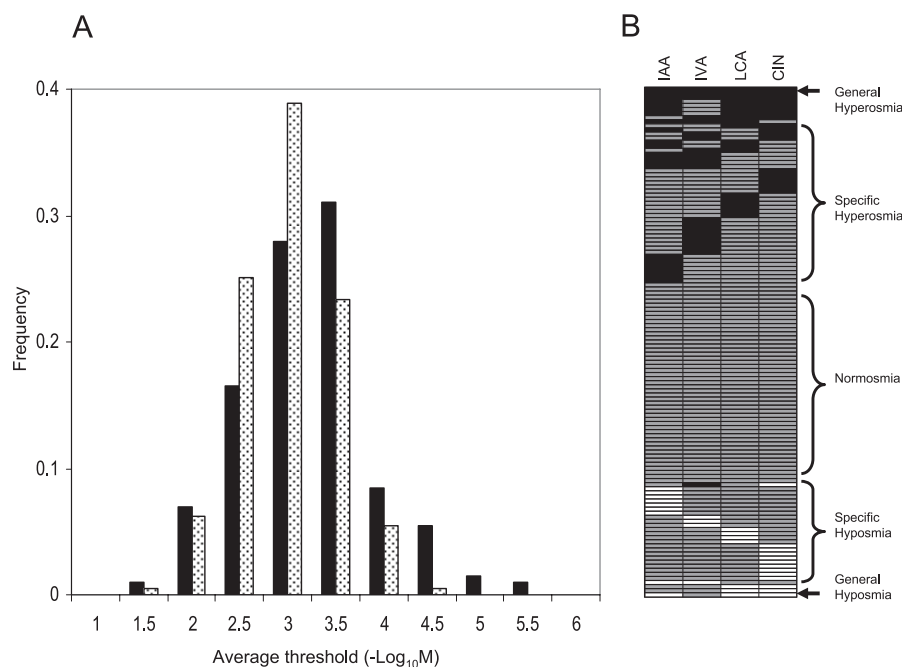 A
0.4
0.3
0.2
0.1
0
Frequency
1 1.5 2 2.5 3 3.5 4 4.5 5 5.5 6
Average threshold (-Log10M)
B
IAA IVA LCA CIN
General
Hyperosmia
Specific
Hyperosmia
Normosmia
Specific
Hyposmia
General
Hyposmia